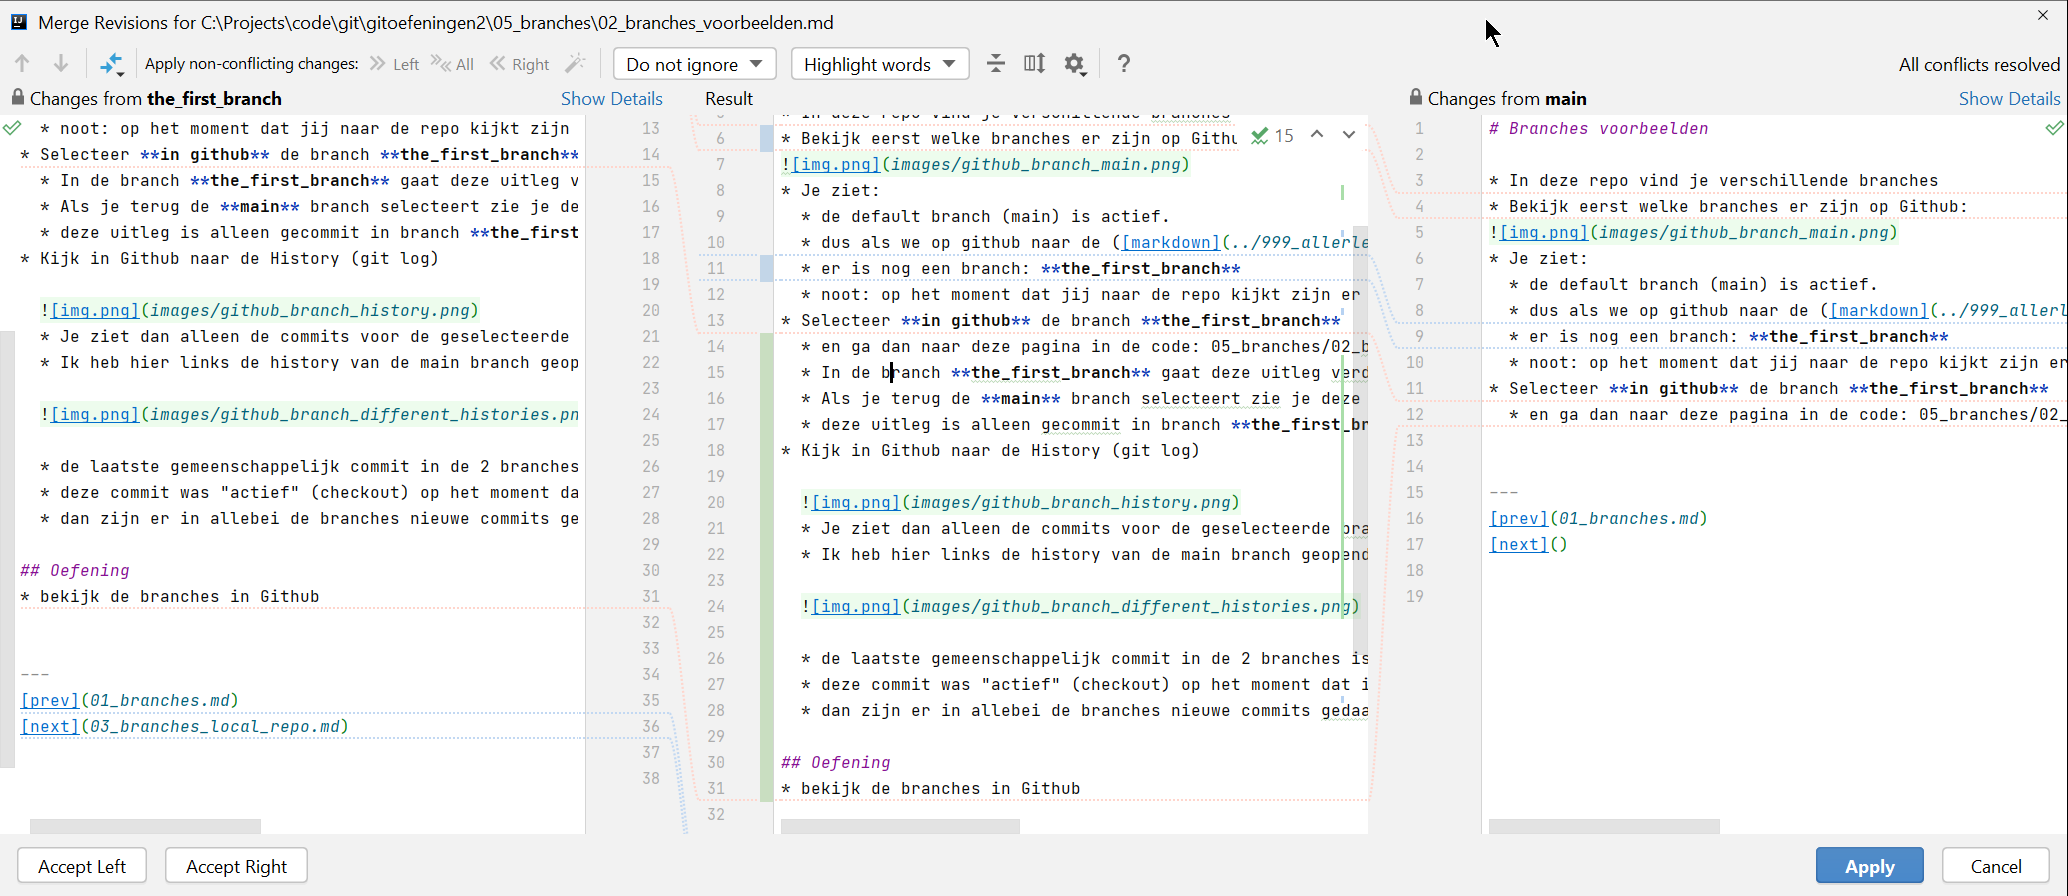 Merge Revisions for C:\Projects\code\git\gitoefeningen2\05_branches\02_branches_voorbeelden.md
Apply non-conflicting changes: Left All Right Do not ignore Highlight words ? All conflicts resolved
Changes from the_first_branch Show Details
* noot: op het moment dat jij naar de repo kijkt zijn 13
* Selecteer **in github** de branch **the_first_branch** 14
* In de branch **the_first_branch** gaat deze uitleg v 15
* Als je terug de **main** branch selecteert zie je de 16
* deze uitleg is alleen gecommit in branch **the_first 17
* Kijk in Github naar de History (git log) 18
19
![img.png](images/github_branch_history.png) 20
* Je ziet dan alleen de commits voor de geselecteerde 21
* Ik heb hier links de history van de main branch geop 22
23
![img.png](images/github_branch_different_histories.pn 24
25
* de laatste gemeenschappelijk commit in de 2 branches 26
* deze commit was "actief" (checkout) op het moment da 27
* dan zijn er in allebei de branches nieuwe commits ge 28
29
## Oefening 30
* bekijk de branches in Github 31
32
33
--- 34
[prev](01_branches.md) 35
[next](03_branches_local_repo.md) 36
37
38
Result
* In deze repo vind je verschillende branches
6 * Bekijk eerst welke branches er zijn op Githu 15
7 ![img.png](images/github_branch_main.png)
8 * Je ziet:
9 * de default branch (main) is actief.
10 * dus als we op github naar de ([markdown](../999_allerle
11 * er is nog een branch: **the_first_branch**
12 * noot: op het moment dat jij naar de repo kijkt zijn er
13 * Selecteer **in github** de branch **the_first_branch**
14 * en ga dan naar deze pagina in de code: 05_branches/02_b
15 * In de branch **the_first_branch** gaat deze uitleg verd
16 * Als je terug de **main** branch selecteert zie je deze
17 * deze uitleg is alleen gecommit in branch **the_first_br
18 * Kijk in Github naar de History (git log)
19
20 ![img.png](images/github_branch_history.png)
21 * Je ziet dan alleen de commits voor de geselecteerde bra
22 * Ik heb hier links de history van de main branch geopend
23
24 ![img.png](images/github_branch_different_histories.png)
25
26 * de laatste gemeenschappelijk commit in de 2 branches is
27 * deze commit was "actief" (checkout) op het moment dat i
28 * dan zijn er in allebei de branches nieuwe commits gedaa
29
30 ## Oefening
31 * bekijk de branches in Github
32
Changes from main Show Details
1 # Branches voorbeelden
2
3 * In deze repo vind je verschillende branches
4 * Bekijk eerst welke branches er zijn op Github:
5 ![img.png](images/github_branch_main.png)
6 * Je ziet:
7 * de default branch (main) is actief.
8 * dus als we op github naar de ([markdown](../999_allerl
9 * er is nog een branch: **the_first_branch**
10 * noot: op het moment dat jij naar de repo kijkt zijn er
11 * Selecteer **in github** de branch **the_first_branch**
12 * en ga dan naar deze pagina in de code: 05_branches/02_
13
14
15 ---
16 [prev](01_branches.md)
17 [next]()
18
19
Accept Left Accept Right Apply Cancel